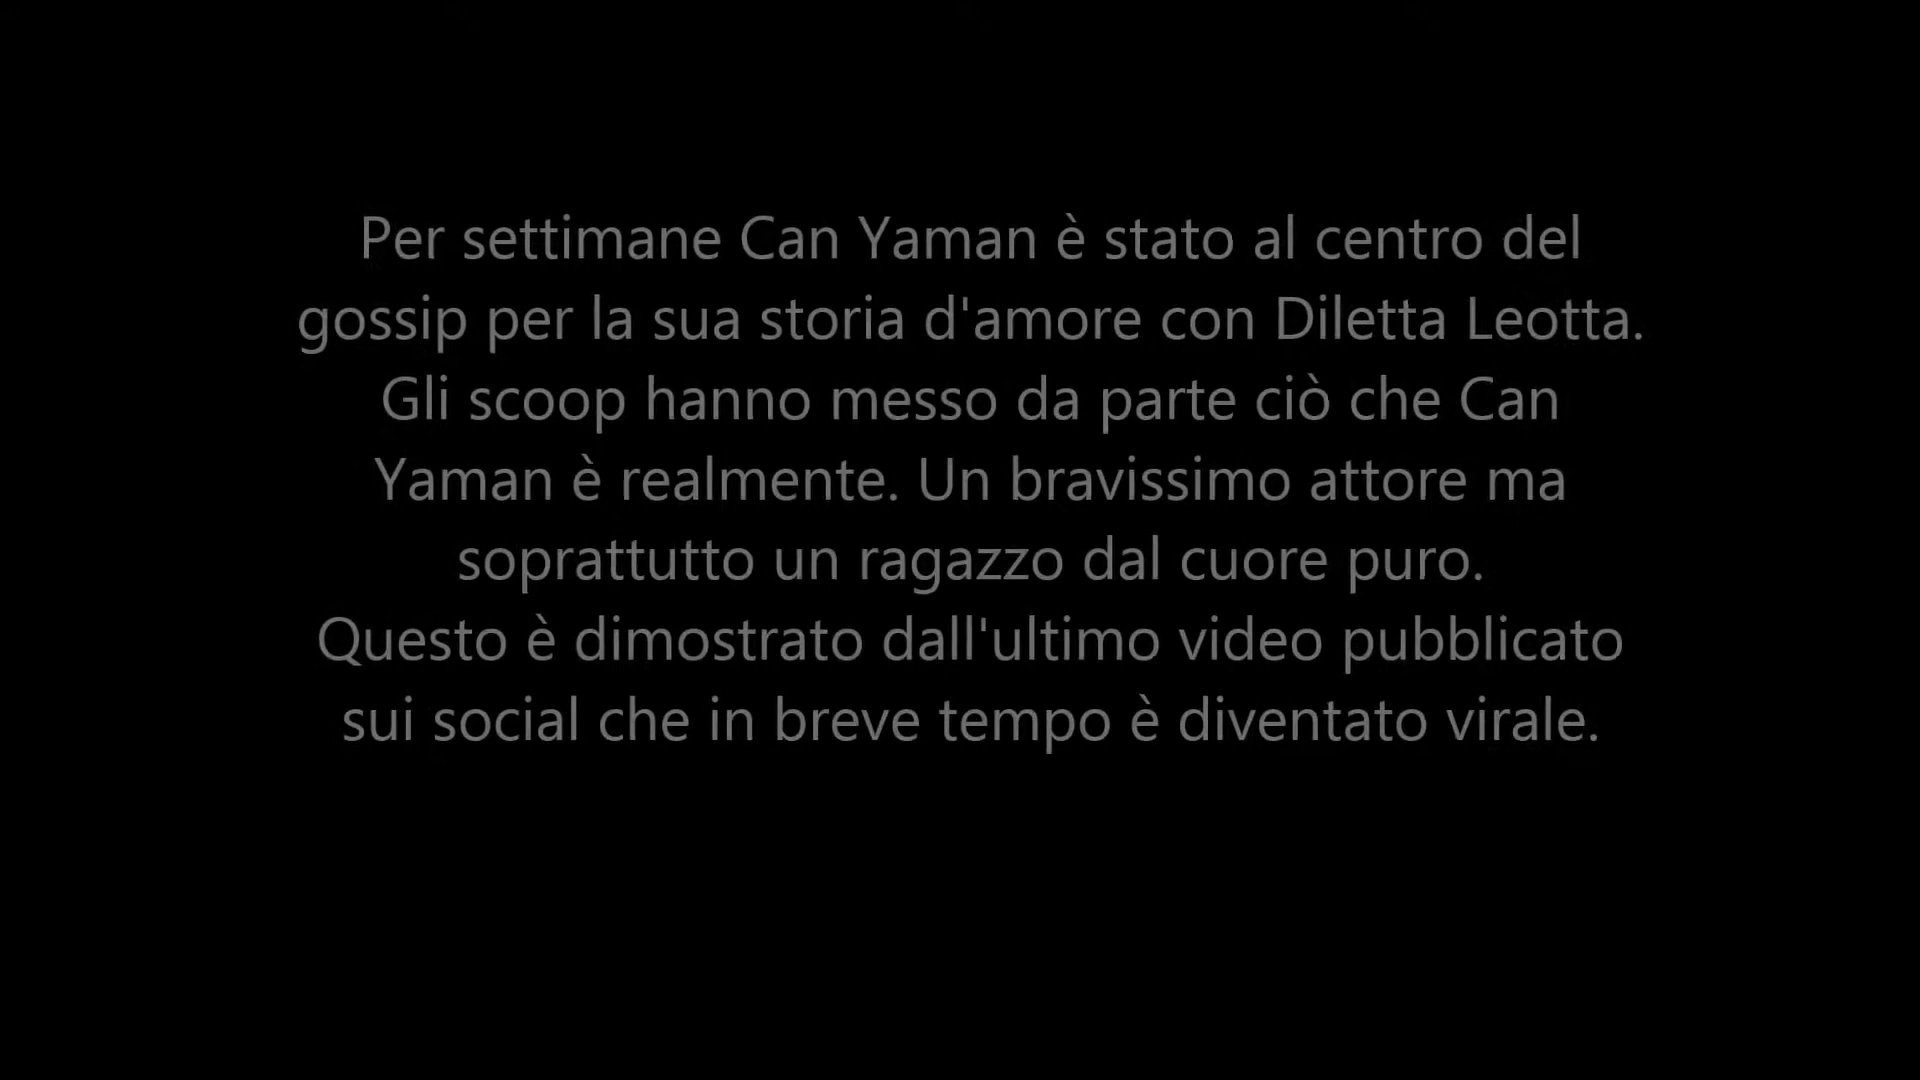 Per settimane Can Yaman è stato al centro del
gossip per la sua storia d'amore con Diletta Leotta.
Gli scoop hanno messo da parte ciò che Can
Yaman è realmente. Un bravissimo attore ma
soprattutto un ragazzo dal cuore puro.
Questo è dimostrato dall'ultimo video pubblicato
sui social che in breve tempo è diventato virale.